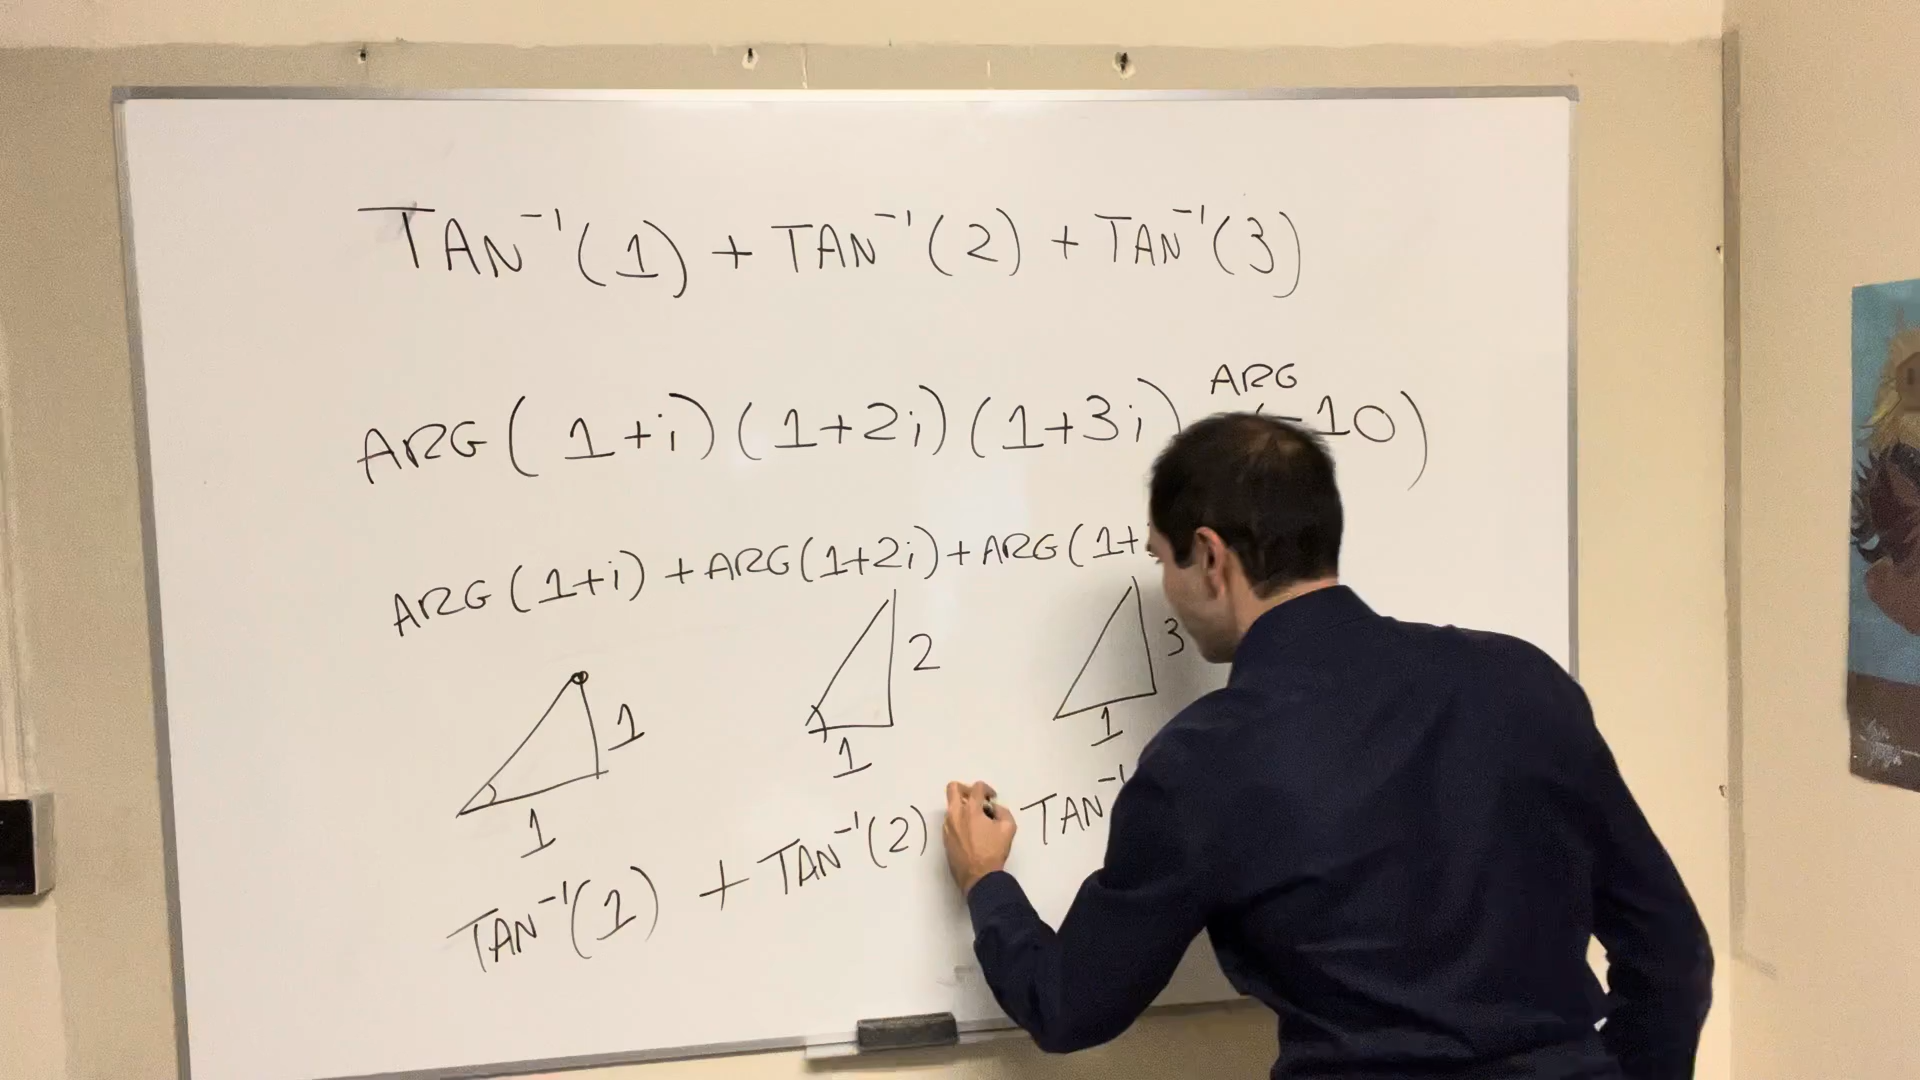 TAN⁻¹(1) + TAN⁻¹(2) + TAN⁻¹(3)
ARG
ARG( 1+i)(1+2i)(1+3i) (-10)
ARG(1+i) + ARG(1+2i) + ARG(1+
1 1
2 1
3 1
TAN⁻¹(1) + TAN⁻¹(2) TAN⁻¹